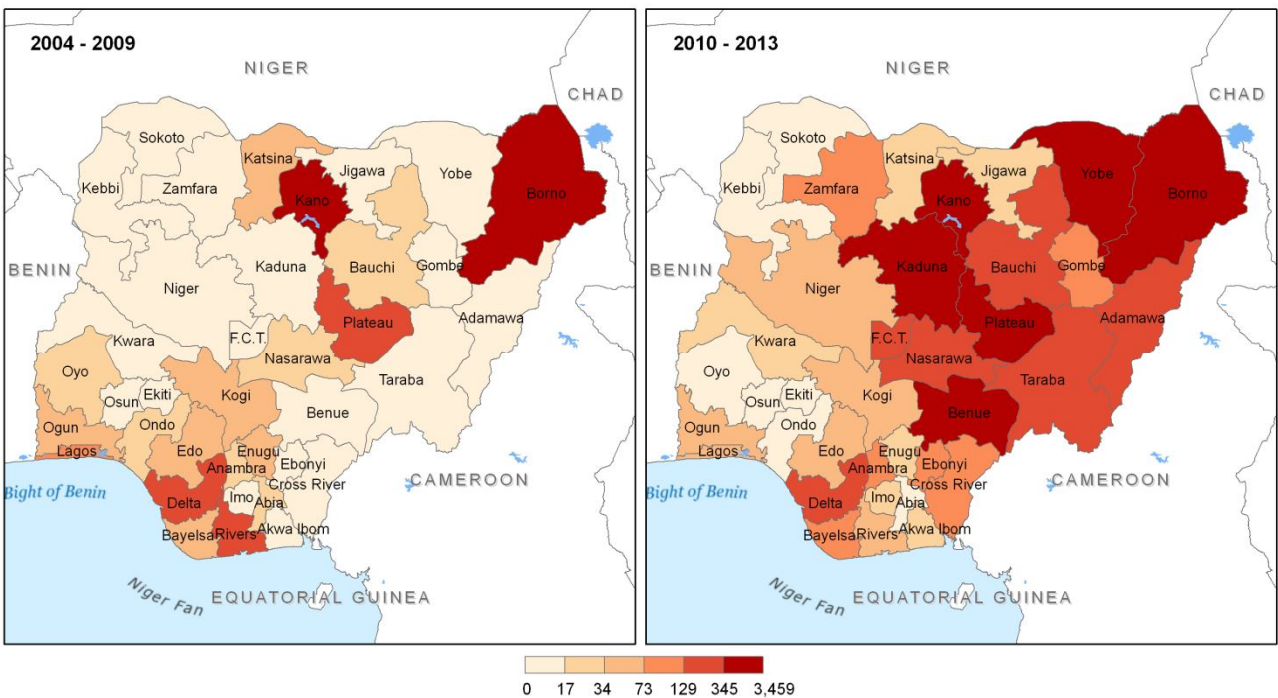 2004 - 2009
NIGER
CHAD
Sokoto
Katsina
Jigawa
Yobe
Borno
Kebbi
Zamfara
Kano
BENIN
Niger
Kaduna
Bauchi
Gombe
Adamawa
Plateau
F.C.T.
Kwara
Nasarawa
Oyo
Taraba
Osun
Ekiti
Kogi
Benue
Ogun
Ondo
Lagos
Edo
Enugu
Anambra
Ebonyi
Cross River
CAMEROON
Bight of Benin
Delta
Imo
Abia
Bayelsa
Rivers
Akwa Ibom
Niger Fan
EQUATORIAL GUINEA
2010 - 2013
NIGER
CHAD
Sokoto
Katsina
Jigawa
Yobe
Borno
Kebbi
Zamfara
Kano
BENIN
Niger
Kaduna
Bauchi
Gombe
Adamawa
Plateau
F.C.T.
Kwara
Nasarawa
Oyo
Taraba
Osun
Ekiti
Kogi
Benue
Ogun
Ondo
Lagos
Edo
Enugu
Anambra
Ebonyi
Cross River
CAMEROON
Bight of Benin
Delta
Imo
Abia
Bayelsa
Rivers
Akwa Ibom
Niger Fan
EQUATORIAL GUINEA
0 17 34 73 129 345 3,459